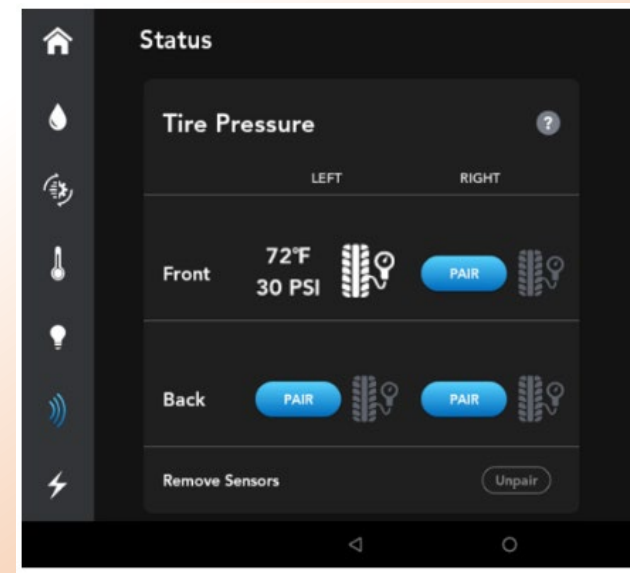 Status
Tire Pressure ?
LEFT RIGHT
72°F
Front 30 PSI PAIR
Back PAIR PAIR
Remove Sensors Unpair